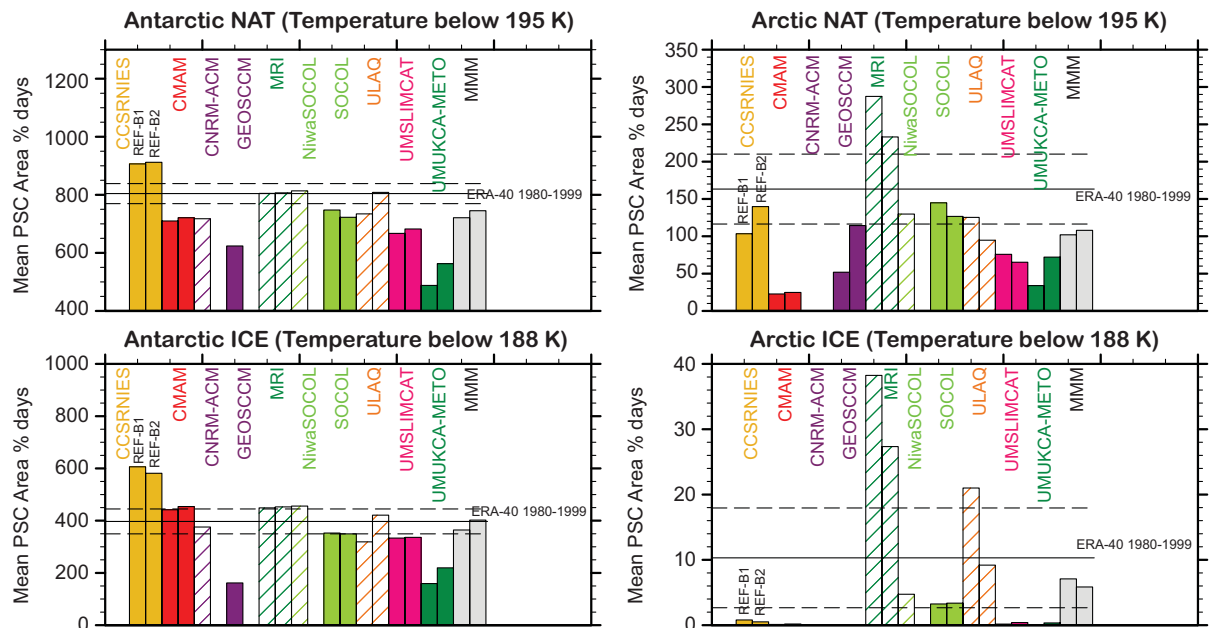 Antarctic NAT (Temperature below 195 K)
Mean PSC Area % days
1200
1000
800
600
400
CCSRNIES
REF-B1
REF-B2
CMAM
CNRM-ACM
GEOSCCM
MRI
NiwaSOCOL
SOCOL
ULAQ
UMSLIMCAT
UMUKCA-METO
MMM
ERA-40 1980-1999
Arctic NAT (Temperature below 195 K)
Mean PSC Area % days
350
300
250
200
150
100
50
0
CCSRNIES
REF-B1
REF-B2
CMAM
CNRM-ACM
GEOSCCM
MRI
NiwaSOCOL
SOCOL
ULAQ
UMSLIMCAT
UMUKCA-METO
MMM
ERA-40 1980-1999
Antarctic ICE (Temperature below 188 K)
Mean PSC Area % days
1000
800
600
400
200
0
CCSRNIES
REF-B1
REF-B2
CMAM
CNRM-ACM
GEOSCCM
MRI
NiwaSOCOL
SOCOL
ULAQ
UMSLIMCAT
UMUKCA-METO
MMM
ERA-40 1980-1999
Arctic ICE (Temperature below 188 K)
Mean PSC Area % days
40
30
20
10
0
CCSRNIES
REF-B1
REF-B2
CMAM
CNRM-ACM
GEOSCCM
MRI
NiwaSOCOL
SOCOL
ULAQ
UMSLIMCAT
UMUKCA-METO
MMM
ERA-40 1980-1999